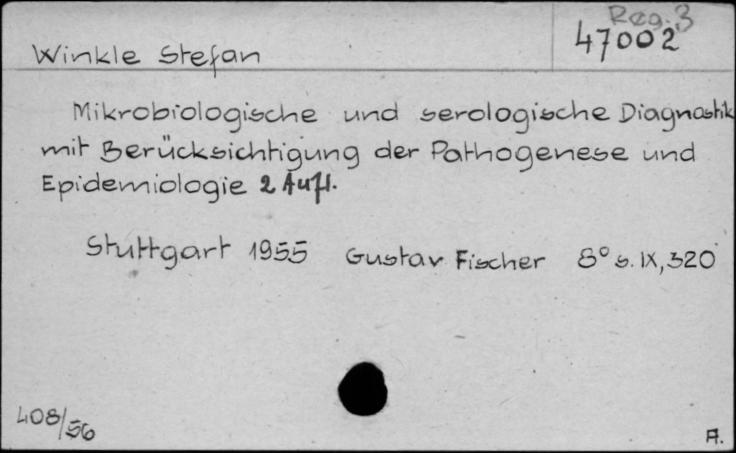 Reg. 3
47002
Winkle Stefan
Mikrobiologische und serologische Diagnostik
mit Berücksichtigung der Pathogenese und
Epidemiologie 2 Aufl.
Stuttgart 1955 Gustav Fischer 8° s. IX, 320
408/56
A.